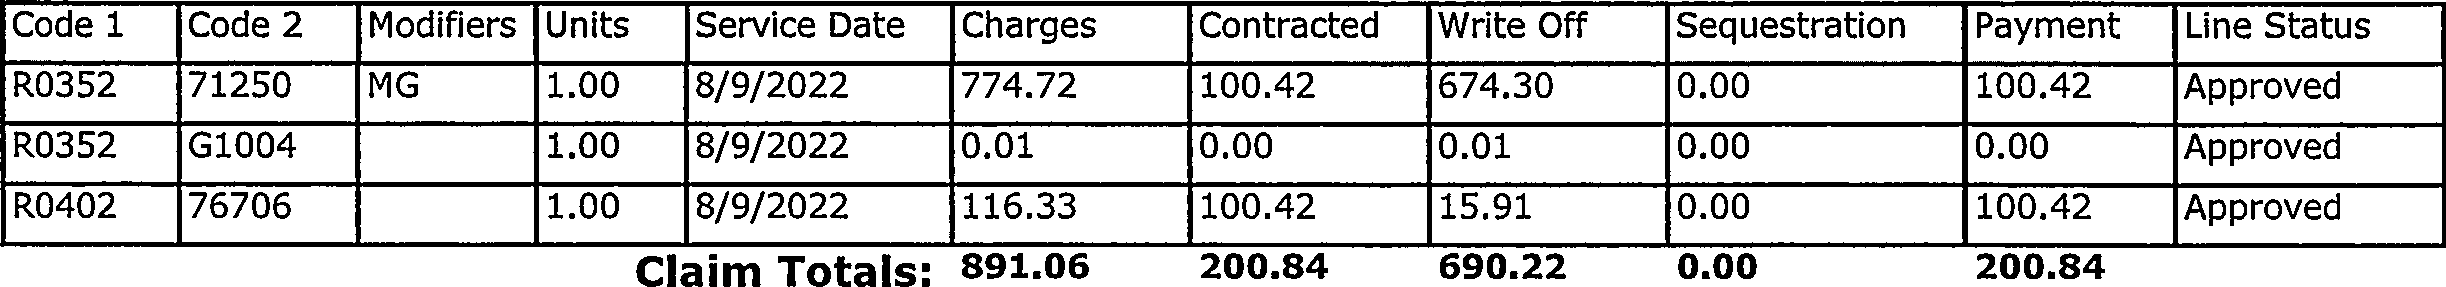 Code 1 Code 2 Modifiers Units Service Date Charges Contracted Write Off Sequestration Payment Line Status
R0352 71250 MG 1.00 8/9/2022 774.72 100.42 674.30 0.00 100.42 Approved
R0352 G1004 1.00 8/9/2022 0.01 0.00 0.01 0.00 0.00 Approved
R0402 76706 1.00 8/9/2022 116.33 100.42 15.91 0.00 100.42 Approved
Claim Totals: 891.06 200.84 690.22 0.00 200.84